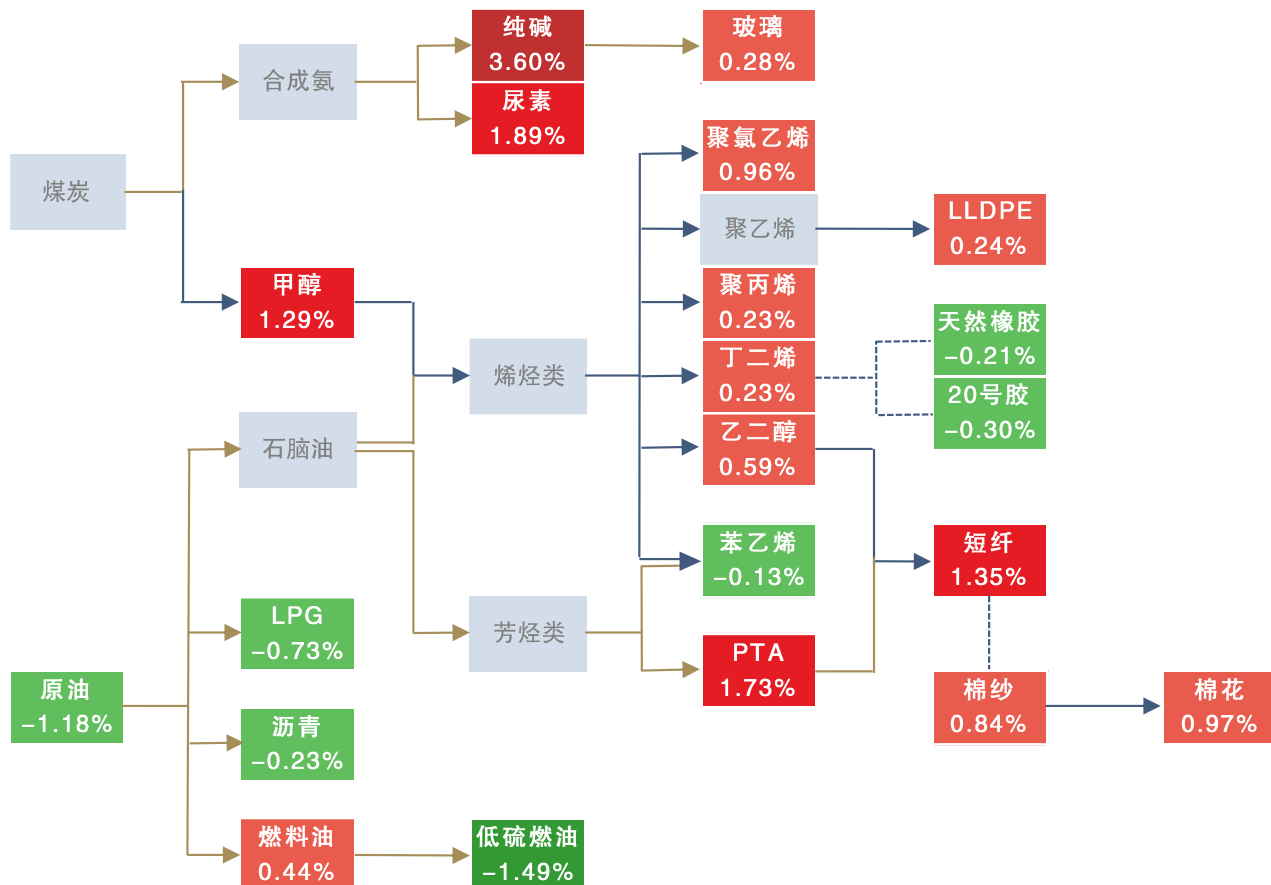 纯碱
3.60%
玻璃
0.28%
合成氨
尿素
1.89%
聚氯乙烯
0.96%
煤炭
聚乙烯
LLDPE
0.24%
甲醇
1.29%
聚丙烯
0.23%
天然橡胶
-0.21%
烯烃类
丁二烯
0.23%
20号胶
-0.30%
石脑油
乙二醇
0.59%
苯乙烯
-0.13%
短纤
1.35%
LPG
-0.73%
芳烃类
PTA
1.73%
原油
-1.18%
棉纱
0.84%
棉花
0.97%
沥青
-0.23%
燃料油
0.44%
低硫燃油
-1.49%